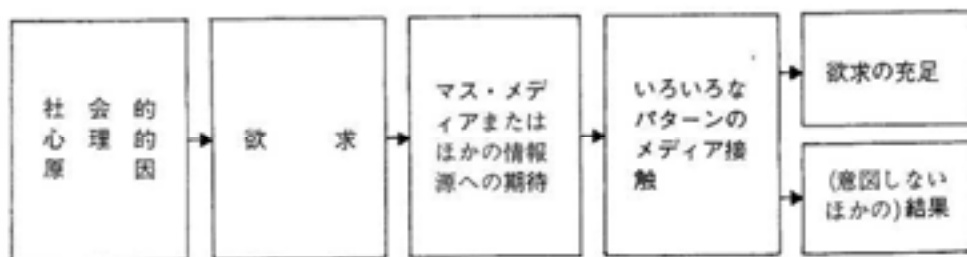 社会的
心理的
原因
欲求
マス・メデ
ィアまたは
ほかの情報
源への期待
いろいろな
パターンの
メディア接
触
欲求の充足
(意図しない
ほかの)結果